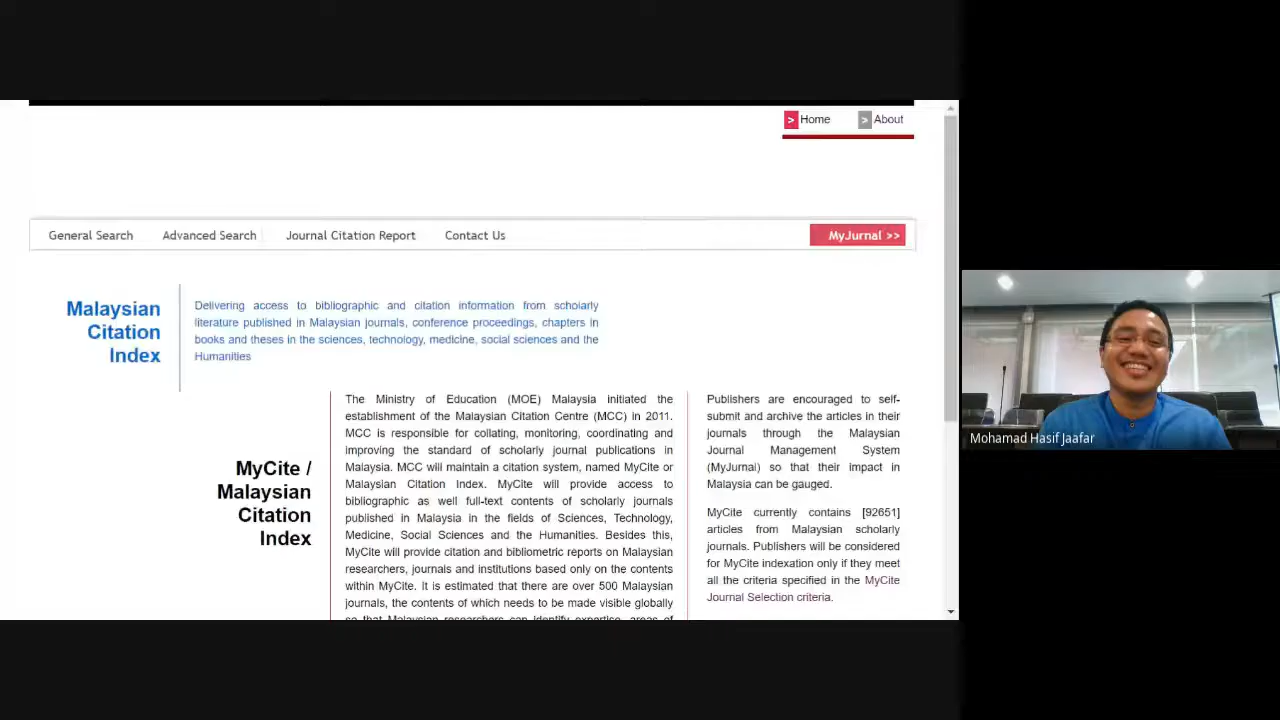 > Home > About
General Search Advanced Search Journal Citation Report Contact Us MyJurnal >>
Malaysian
Citation
Index
Delivering access to bibliographic and citation information from scholarly
literature published in Malaysian journals, conference proceedings, chapters in
books and theses in the sciences, technology, medicine, social sciences and the
Humanities
MyCite /
Malaysian
Citation
Index
The Ministry of Education (MOE) Malaysia initiated the
establishment of the Malaysian Citation Centre (MCC) in 2011.
MCC is responsible for collating, monitoring, coordinating and
improving the standard of scholarly journal publications in
Malaysia. MCC will maintain a citation system, named MyCite or
Malaysian Citation Index. MyCite will provide access to
bibliographic as well full-text contents of scholarly journals
published in Malaysia in the fields of Sciences, Technology,
Medicine, Social Sciences and the Humanities. Besides this,
MyCite will provide citation and bibliometric reports on Malaysian
researchers, journals and institutions based only on the contents
within MyCite. It is estimated that there are over 500 Malaysian
journals, the contents of which needs to be made visible globally
so that Malaysian researchers can identify expertise, areas of
Publishers are encouraged to self-
submit and archive the articles in their
journals through the Malaysian
Journal Management System
(MyJurnal) so that their impact in
Malaysia can be gauged.
MyCite currently contains [92651]
articles from Malaysian scholarly
journals. Publishers will be considered
for MyCite indexation only if they meet
all the criteria specified in the MyCite
Journal Selection criteria.
Mohamad Hasif Jaafar